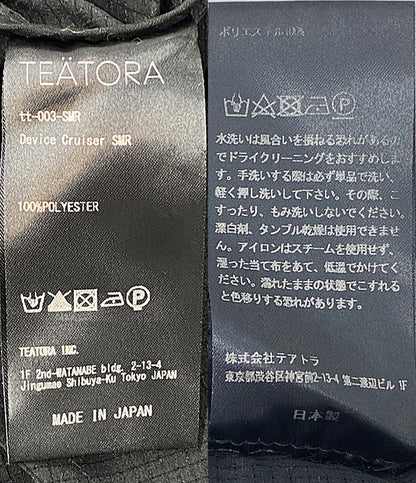 TEÄTORA
tt-003-SMR
Device Cruiser SMR
100%POLYESTER
TEATORA INC.
1F 2nd-WATANABE bldg. 2-13-4
Jingumae Shibuya-Ku Tokyo JAPAN
MADE IN JAPAN
ポリエステル100%
水洗いは風合いを損ねる恐れがあるの
でドライクリーニングをおすすめしま
す。手洗いする際は必ず単品で洗い、
軽く押し洗いして下さい。その際、こ
すったり、もみ洗いしないでください。
漂白剤、タンブル乾燥は使用できませ
ん。アイロンはスチームを使用せず、
湿った当て布をあて、低温でかけてく
ださい。濡れたままの状態でこすれる
と色移りする恐れがあります。
株式会社テアトラ
東京都渋谷区神宮前2-13-4 第二渡辺ビル 1F
日本製